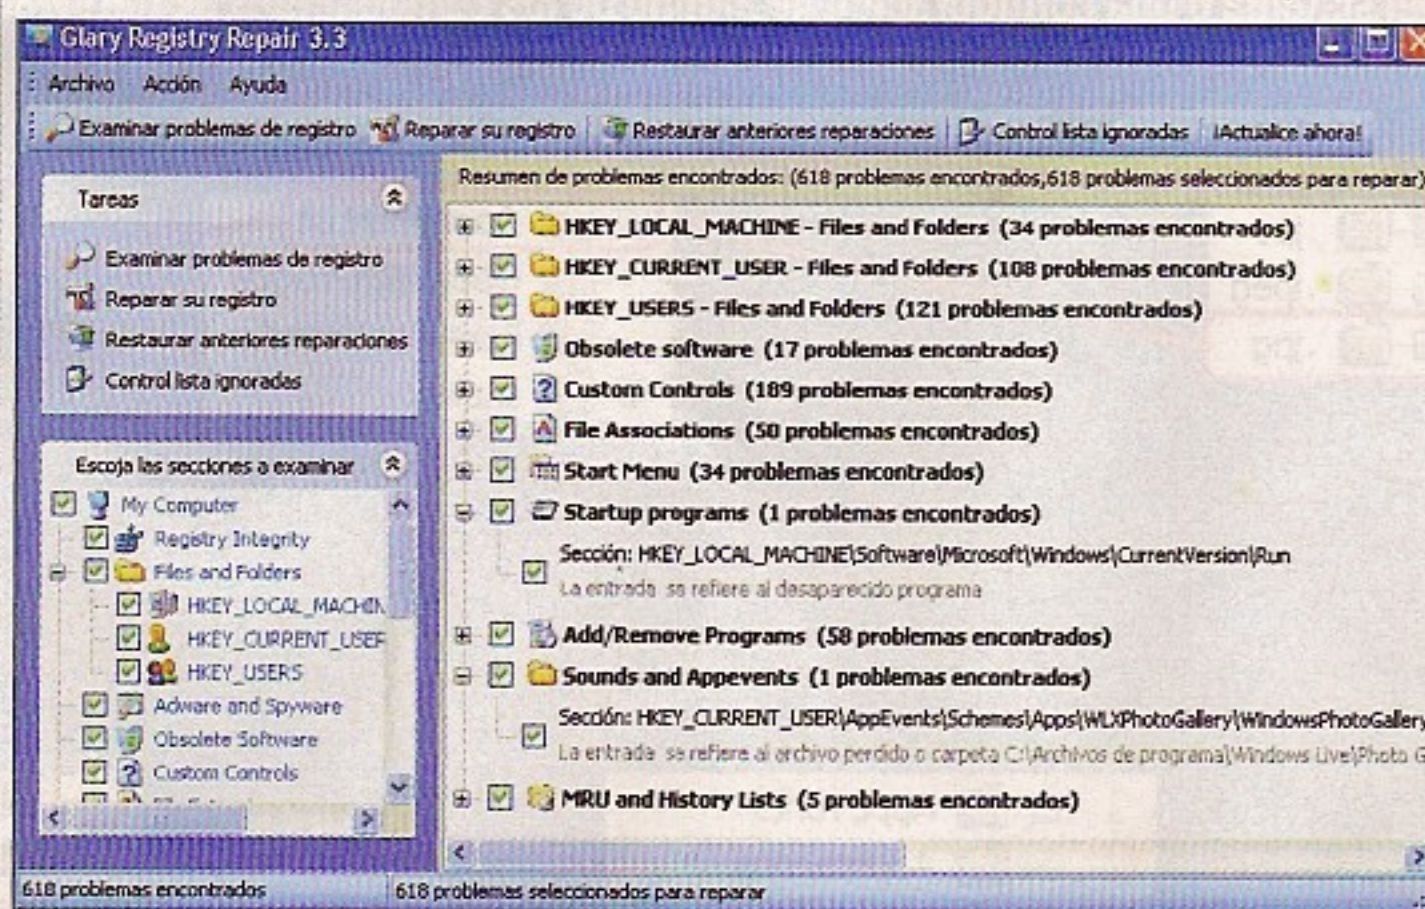 Glary Registry Repair 3.3
Archivo Acción Ayuda
Examinar problemas de registro Reparar su registro Restaurar anteriores reparaciones Control lista ignoradas ¡Actualice ahora!
Tareas
Examinar problemas de registro
Reparar su registro
Restaurar anteriores reparaciones
Control lista ignoradas
Escoja las secciones a examinar
My Computer
Registry Integrity
Files and Folders
HKEY_LOCAL_MACHIN
HKEY_CURRENT_USER
HKEY_USERS
Adware and Spyware
Obsolete Software
Custom Controls
Resumen de problemas encontrados: (618 problemas encontrados,618 problemas seleccionados para reparar)
HKEY_LOCAL_MACHINE - Files and Folders (34 problemas encontrados)
HKEY_CURRENT_USER - Files and Folders (108 problemas encontrados)
HKEY_USERS - Files and Folders (121 problemas encontrados)
Obsolete software (17 problemas encontrados)
Custom Controls (189 problemas encontrados)
File Associations (50 problemas encontrados)
Start Menu (34 problemas encontrados)
Startup programs (1 problemas encontrados)
Sección: HKEY_LOCAL_MACHINE\Software\Microsoft\Windows\CurrentVersion\Run
La entrada se refiere al desaparecido programa
Add/Remove Programs (58 problemas encontrados)
Sounds and Appevents (1 problemas encontrados)
Sección: HKEY_CURRENT_USER\AppEvents\Schemes\Apps\WLXPhotoGallery\WindowsPhotoGallery
La entrada se refiere al archivo perdido o carpeta C:\Archivos de programa\Windows Live\Photo G
MRU and History Lists (5 problemas encontrados)
618 problemas encontrados 618 problemas seleccionados para reparar